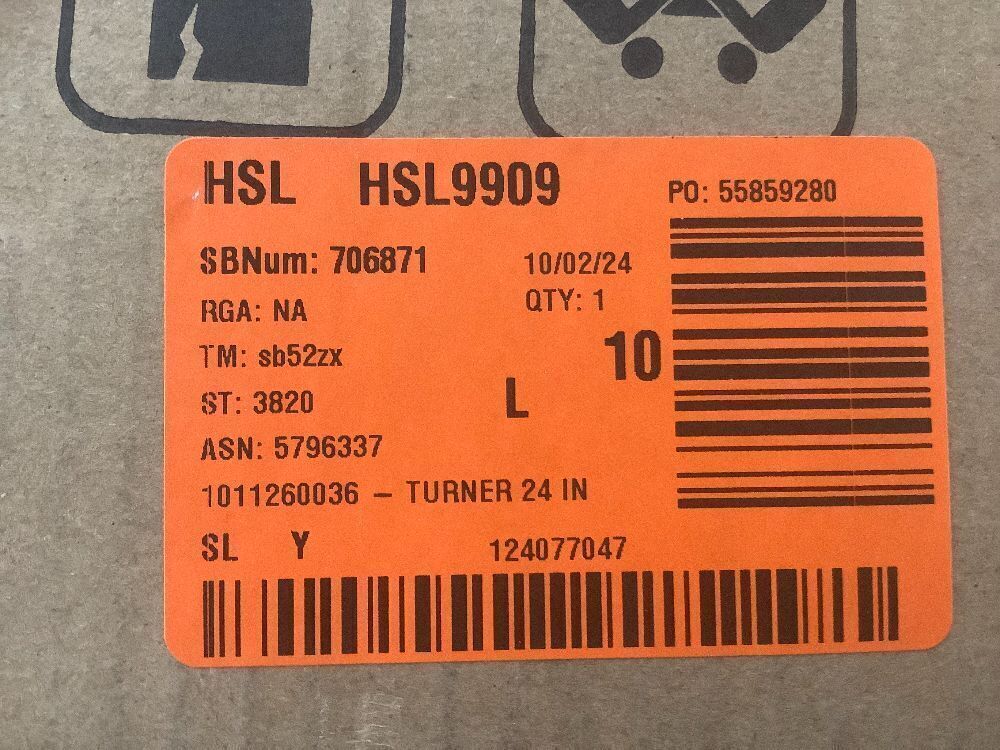 HSL HSL9909 PO: 55859280
SBNum: 706871 10/02/24
RGA: NA QTY: 1
TM: sb52zx 10
ST: 3820 L
ASN: 5796337
1011260036 – TURNER 24 IN
SL Y 124077047